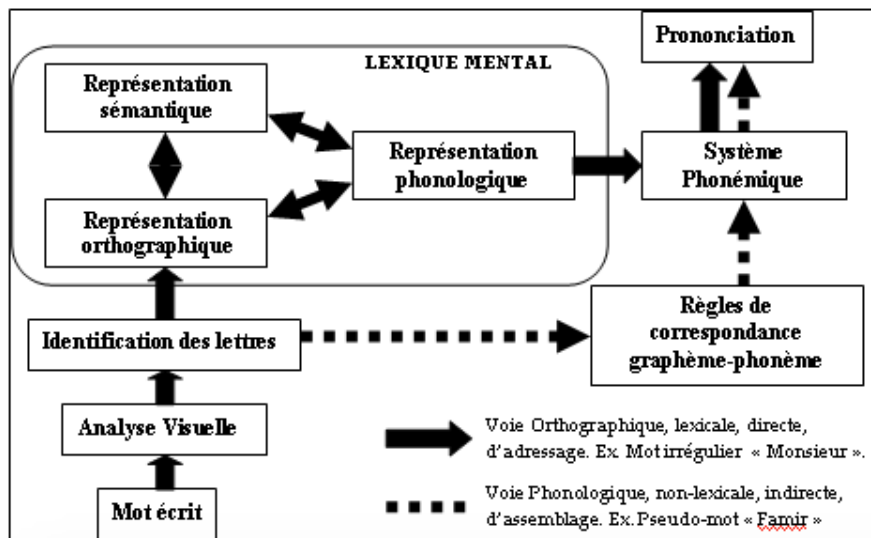 Prononciation
LEXIQUE MENTAL
Représentation
sémantique
Représentation
phonologique
Système
Phonémique
Représentation
orthographique
Identification des lettres
Règles de
correspondance
graphème-phonème
Analyse Visuelle
Mot écrit
Voie Orthographique, lexicale, directe,
d'adressage. Ex. Mot irrégulier « Monsieur ».
Voie Phonologique, non-lexicale, indirecte,
d'assemblage. Ex. Pseudo-mot « Famir »